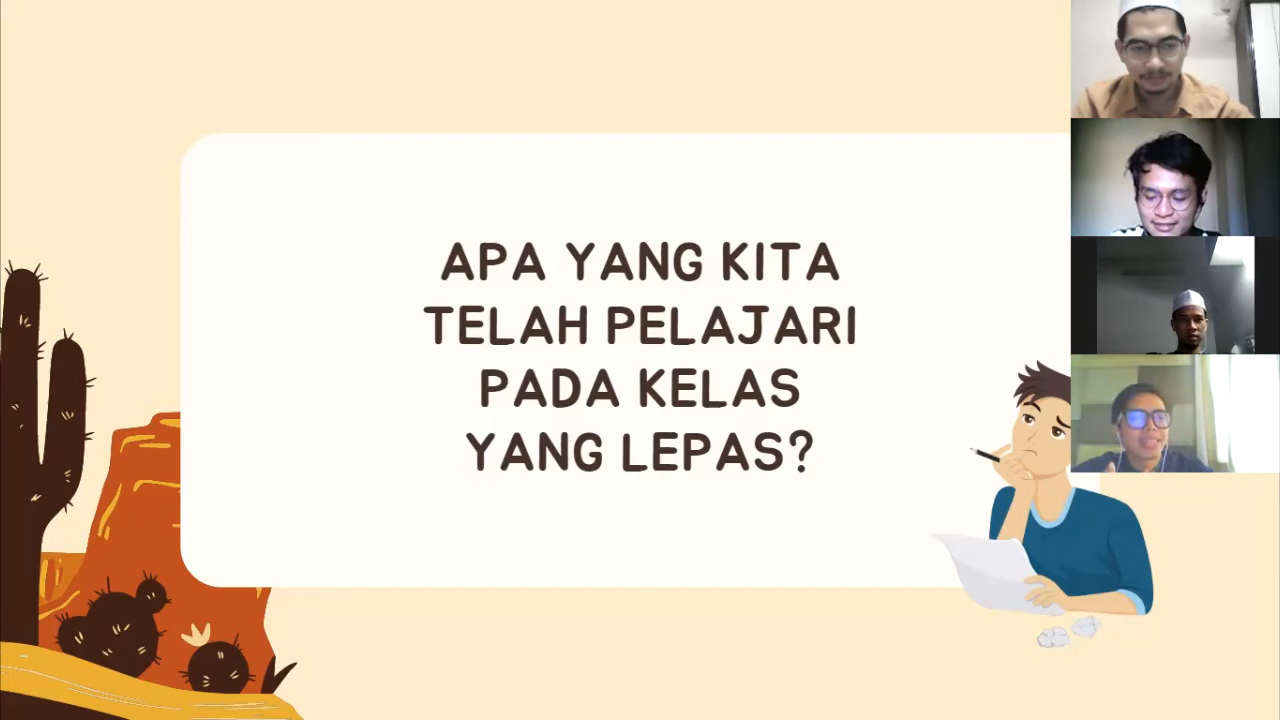 APA YANG KITA
TELAH PELAJARI
PADA KELAS
YANG LEPAS?